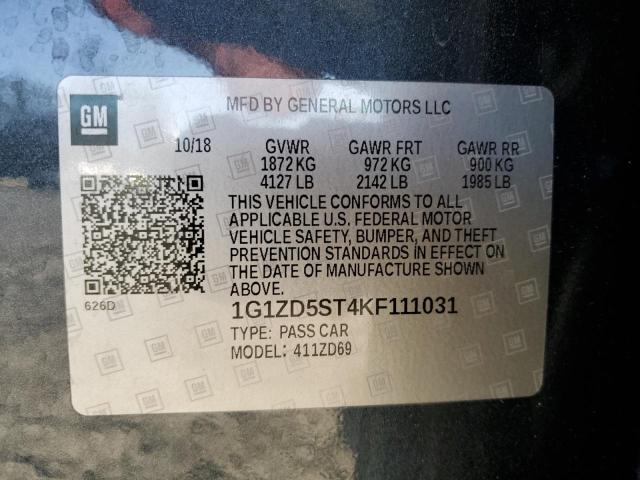 GM
MFD BY GENERAL MOTORS LLC
10/18 GVWR GAWR FRT GAWR RR
1872 KG 972 KG 900 KG
4127 LB 2142 LB 1985 LB
THIS VEHICLE CONFORMS TO ALL
APPLICABLE U.S. FEDERAL MOTOR
VEHICLE SAFETY, BUMPER, AND THEFT
PREVENTION STANDARDS IN EFFECT ON
THE DATE OF MANUFACTURE SHOWN
ABOVE.
626D
1G1ZD5ST4KF111031
TYPE: PASS CAR
MODEL: 411ZD69